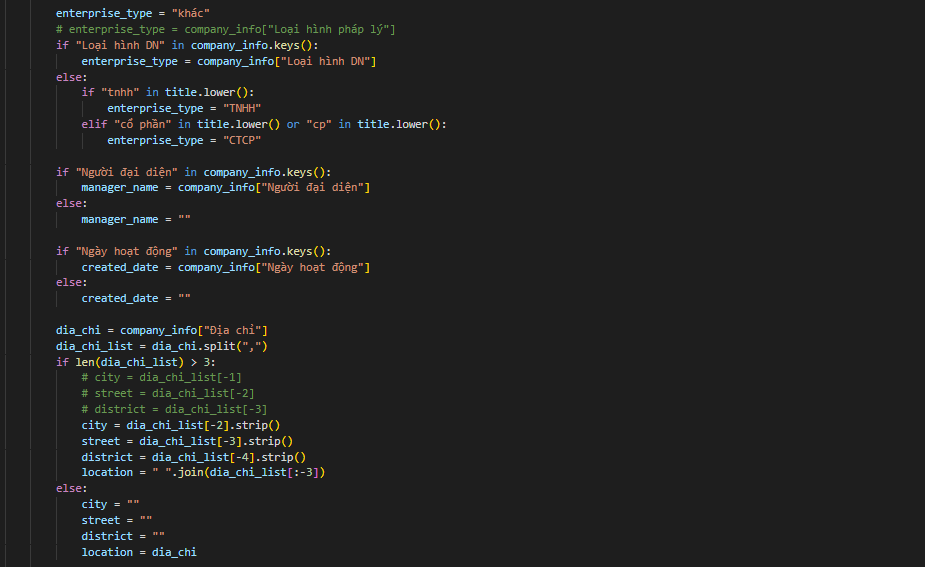 enterprise_type = "khác"
# enterprise_type = company_info["Loại hình pháp lý"]
if "Loại hình DN" in company_info.keys():
enterprise_type = company_info["Loại hình DN"]
else:
if "tnhh" in title.lower():
enterprise_type = "TNHH"
elif "cổ phần" in title.lower() or "cp" in title.lower():
enterprise_type = "CTCP"
if "Người đại diện" in company_info.keys():
manager_name = company_info["Người đại diện"]
else:
manager_name = ""
if "Ngày hoạt động" in company_info.keys():
created_date = company_info["Ngày hoạt động"]
else:
created_date = ""
dia_chi = company_info["Địa chỉ"]
dia_chi_list = dia_chi.split(",")
if len(dia_chi_list) > 3:
# city = dia_chi_list[-1]
# street = dia_chi_list[-2]
# district = dia_chi_list[-3]
city = dia_chi_list[-2].strip()
street = dia_chi_list[-3].strip()
district = dia_chi_list[-4].strip()
location = " ".join(dia_chi_list[:-3])
else:
city = ""
street = ""
district = ""
location = dia_chi